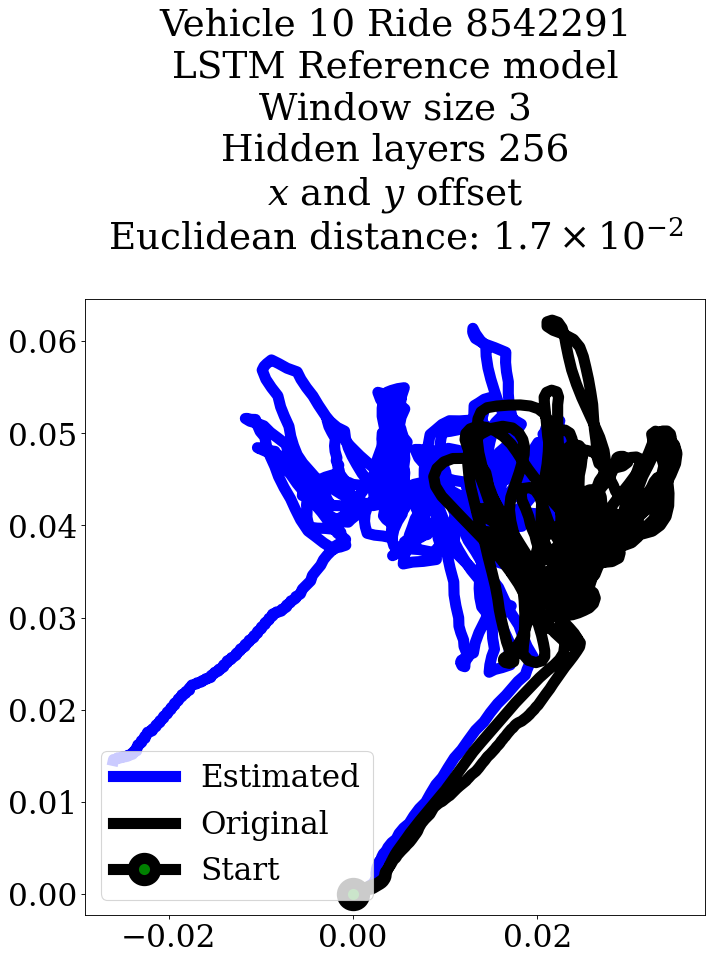 Vehicle 10 Ride 8542291
LSTM Reference model
Window size 3
Hidden layers 256
x and y offset
Euclidean distance: 1.7 × 10⁻²
0.06
0.05
0.04
0.03
0.02
0.01
0.00
Estimated
Original
Start
−0.02 0.00 0.02